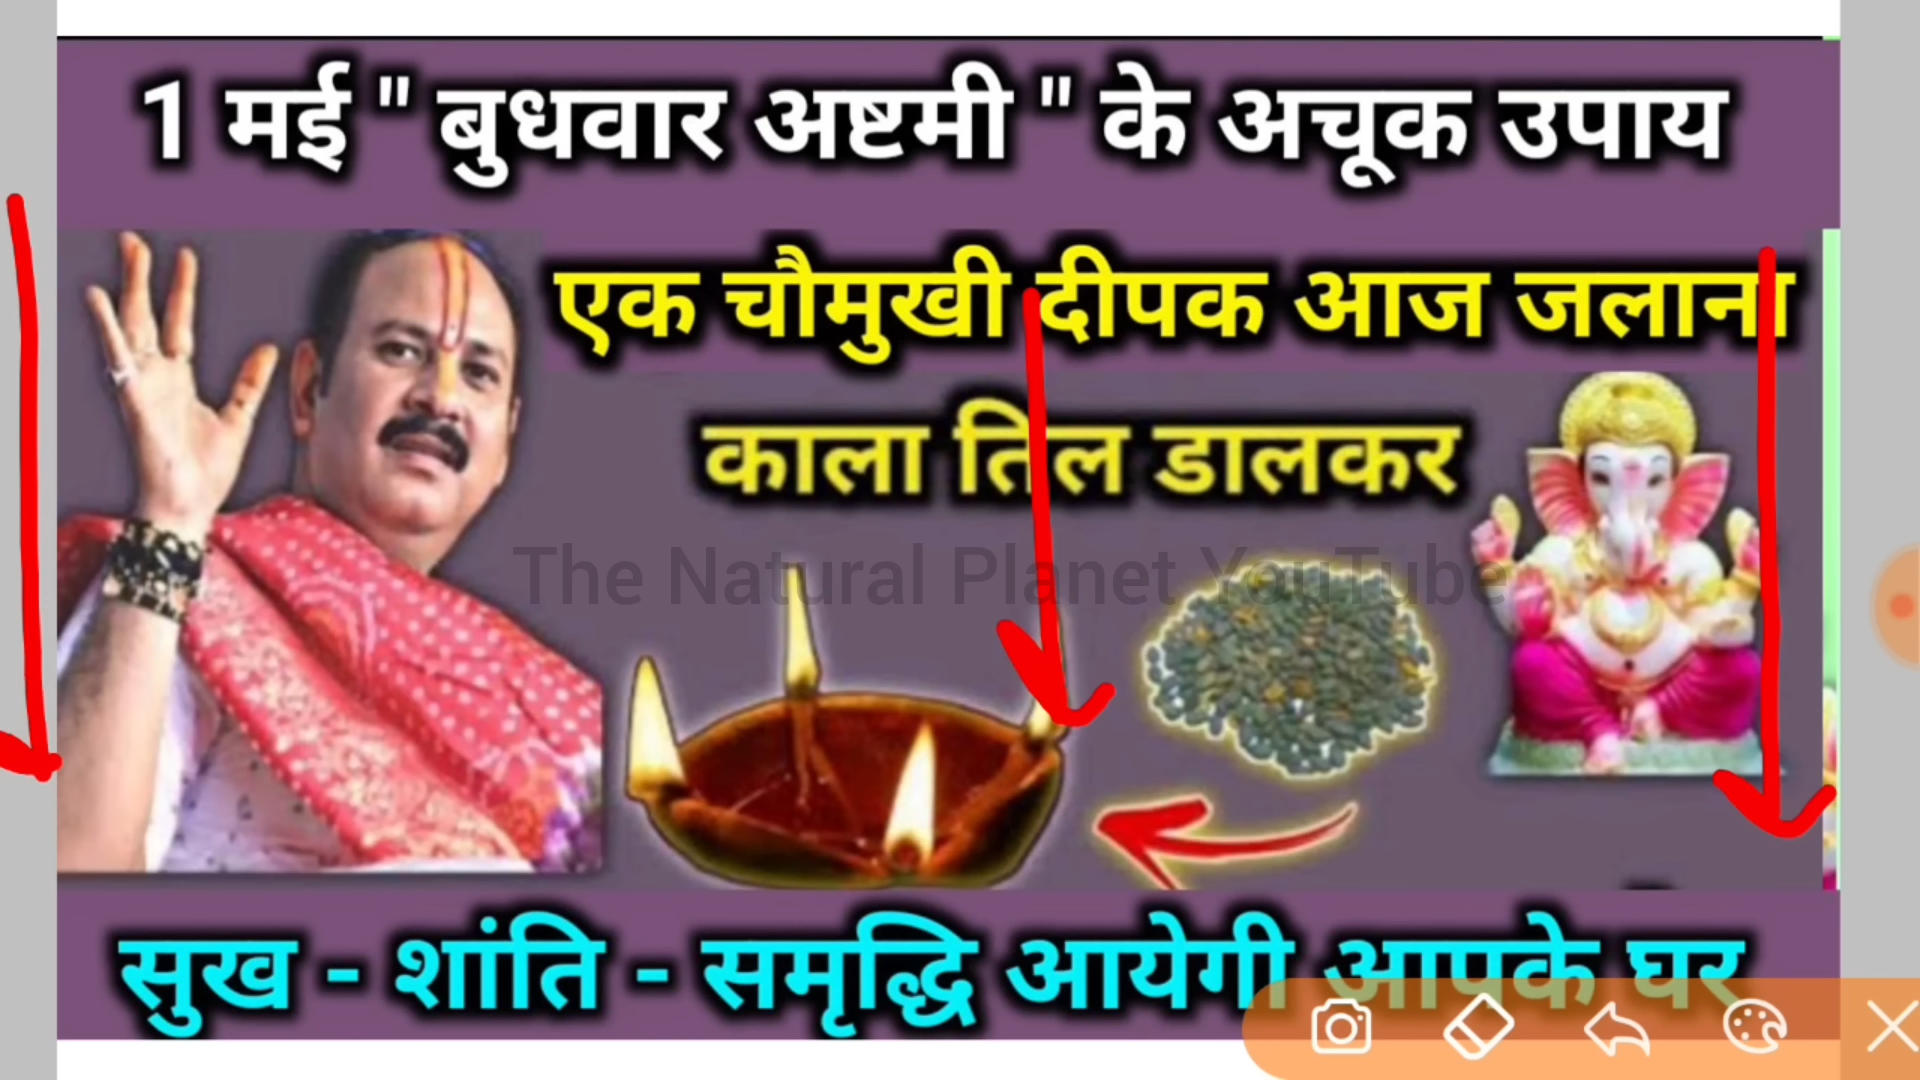 1 मई " बुधवार अष्टमी " के अचूक उपाय
एक चौमुखी दीपक आज जलाना
काला तिल डालकर
The Natural Planet YouTube
सुख - शांति - समृद्धि आयेगी आपके घर